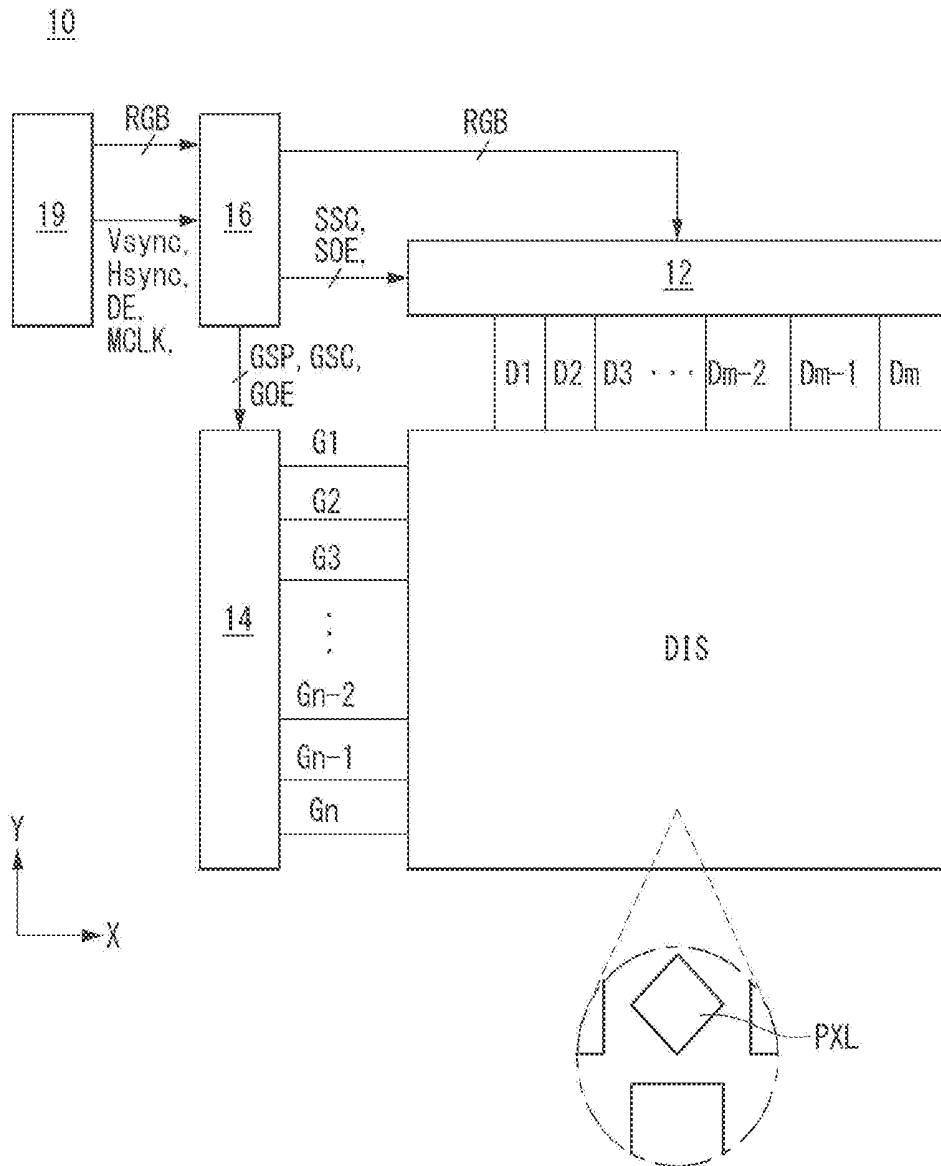 10
RGB
RGB
19
16
SSC,
SOE,
Vsync,
Hsync,
DE,
MCLK,
12
GSP, GSC,
GOE
D1 D2 D3 ··· Dm-2 Dm-1 Dm
G1
G2
G3
14
DIS
Gn-2
Gn-1
Gn
Y
X
PXL